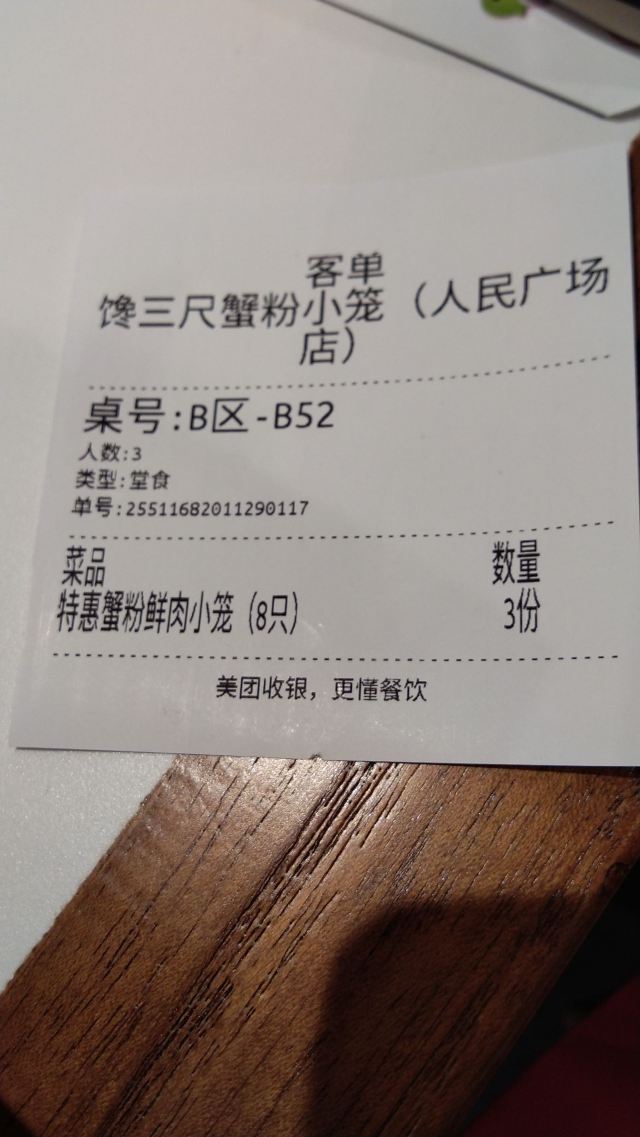 客单
馋三尺蟹粉小笼（人民广场
店）
桌号:B区-B52
人数:3
类型:堂食
单号:25511682011290117
菜品 数量
特惠蟹粉鲜肉小笼（8只） 3份
美团收银，更懂餐饮